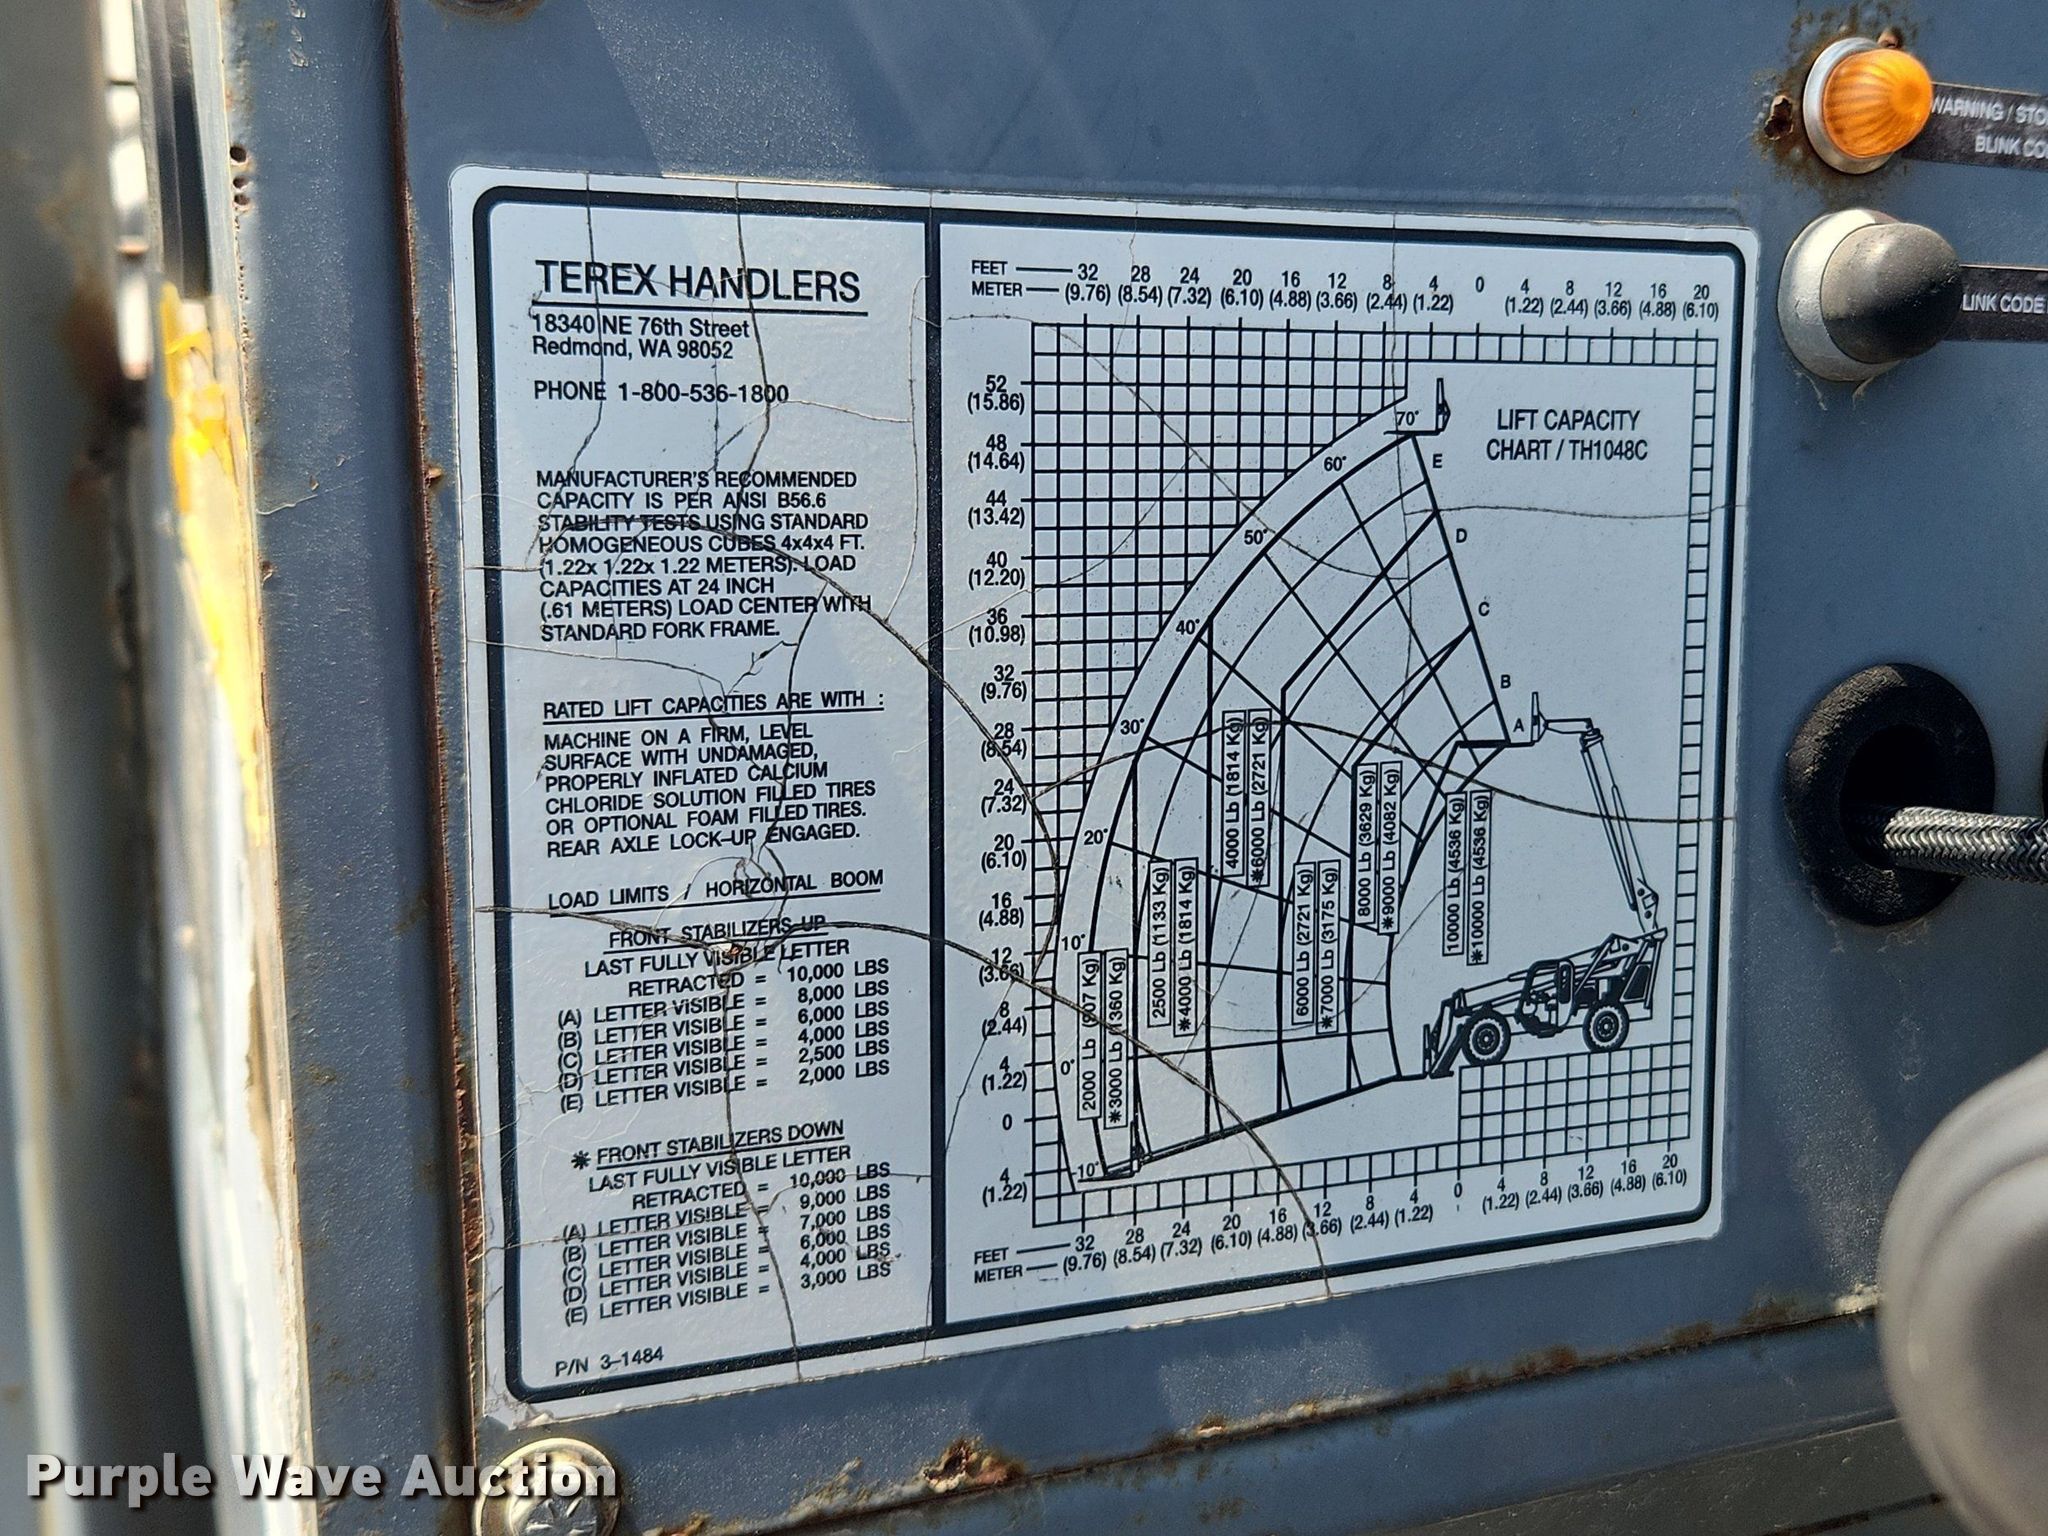 WARNING / STO
BLINK CO
LINK CODE
TEREX HANDLERS
18340 NE 76th Street
Redmond, WA 98052
PHONE 1-800-536-1800
MANUFACTURER'S RECOMMENDED
CAPACITY IS PER ANSI B56.6
STABILITY TESTS USING STANDARD
HOMOGENEOUS CUBES 4x4x4 FT.
(1.22x 1.22x 1.22 METERS). LOAD
CAPACITIES AT 24 INCH
(.61 METERS) LOAD CENTER WITH
STANDARD FORK FRAME.
RATED LIFT CAPACITIES ARE WITH :
MACHINE ON A FIRM, LEVEL
SURFACE WITH UNDAMAGED,
PROPERLY INFLATED CALCIUM
CHLORIDE SOLUTION FILLED TIRES
OR OPTIONAL FOAM FILLED TIRES.
REAR AXLE LOCK-UP ENGAGED.
LOAD LIMITS / HORIZONTAL BOOM
FRONT STABILIZERS UP
LAST FULLY VISIBLE LETTER
RETRACTED = 10,000 LBS
(A) LETTER VISIBLE = 8,000 LBS
(B) LETTER VISIBLE = 6,000 LBS
(C) LETTER VISIBLE = 4,000 LBS
(D) LETTER VISIBLE = 2,500 LBS
(E) LETTER VISIBLE = 2,000 LBS
✳ FRONT STABILIZERS DOWN
LAST FULLY VISIBLE LETTER
RETRACTED = 10,000 LBS
(A) LETTER VISIBLE = 9,000 LBS
(B) LETTER VISIBLE = 7,000 LBS
(C) LETTER VISIBLE = 6,000 LBS
(D) LETTER VISIBLE = 4,000 LBS
(E) LETTER VISIBLE = 3,000 LBS
P/N 3-1484
FEET 32 28 24 20 16 12 8 4 0 4 8 12 16 20
METER (9.76) (8.54) (7.32) (6.10) (4.88) (3.66) (2.44) (1.22) (1.22) (2.44) (3.66) (4.88) (6.10)
LIFT CAPACITY
CHART / TH1048C
52
(15.86)
48
(14.64)
44
(13.42)
40
(12.20)
36
(10.98)
32
(9.76)
28
(8.54)
24
(7.32)
20
(6.10)
16
(4.88)
12
(3.66)
8
(2.44)
4
(1.22)
0
4
(1.22)
70°
60°
50°
40°
30°
20°
10°
0°
-10°
E
D
C
B
A
2000 Lb (907 Kg)
✳3000 Lb (1360 Kg)
2500 Lb (1133 Kg)
✳4000 Lb (1814 Kg)
4000 Lb (1814 Kg)
✳6000 Lb (2721 Kg)
6000 Lb (2721 Kg)
✳7000 Lb (3175 Kg)
8000 Lb (3629 Kg)
✳9000 Lb (4082 Kg)
10000 Lb (4536 Kg)
✳10000 Lb (4536 Kg)
FEET 32 28 24 20 16 12 8 4 0 4 8 12 16 20
METER (9.76) (8.54) (7.32) (6.10) (4.88) (3.66) (2.44) (1.22) (1.22) (2.44) (3.66) (4.88) (6.10)
Purple Wave Auction